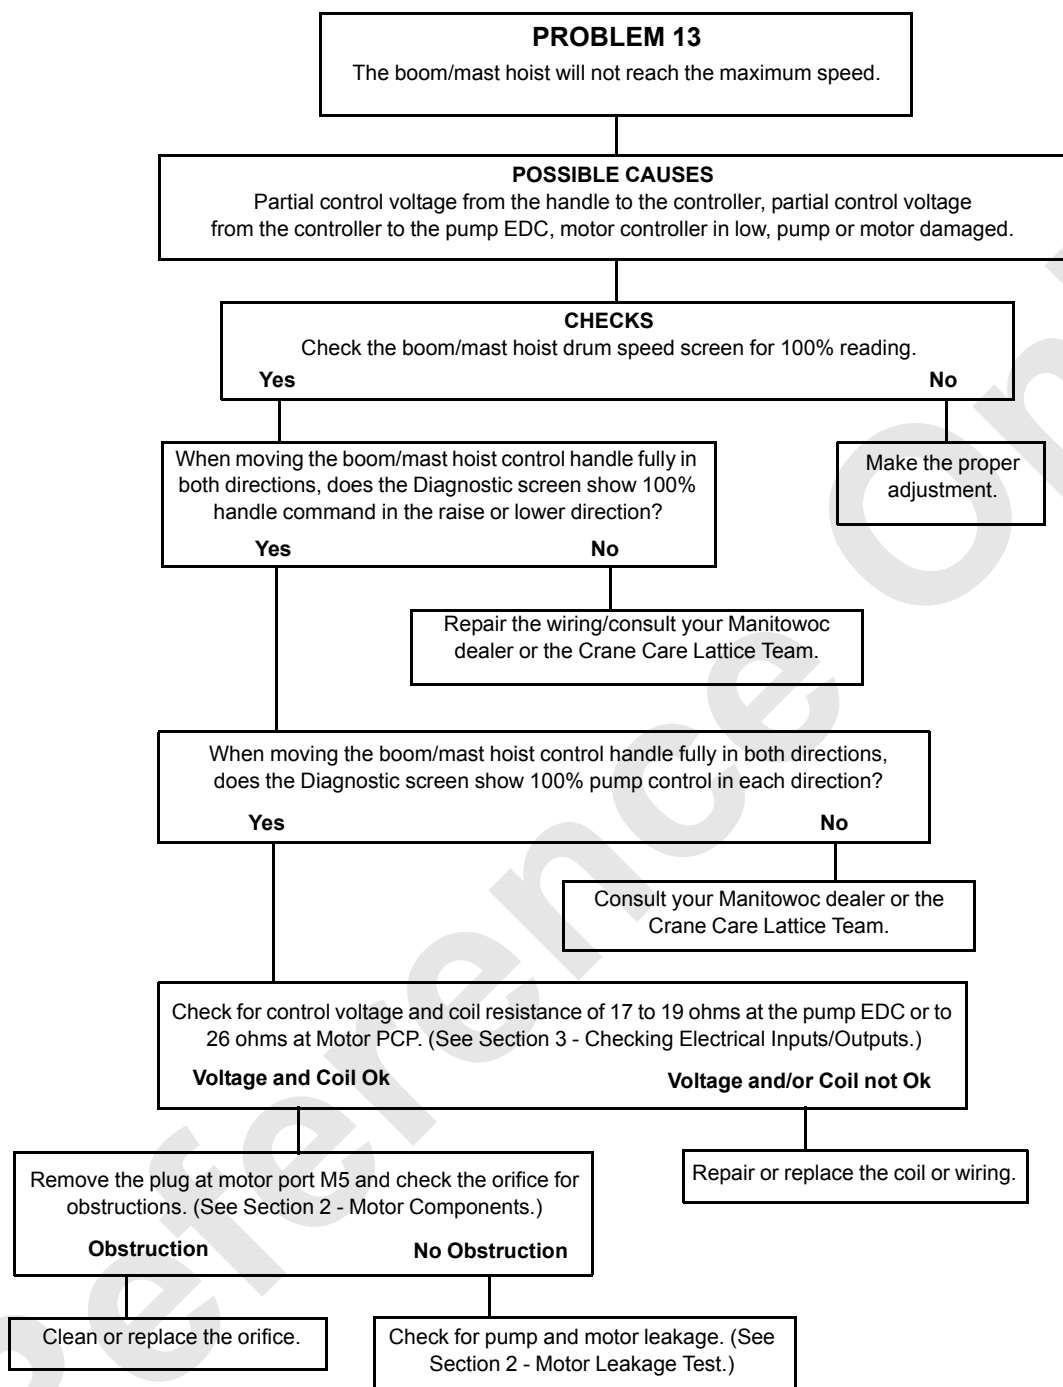 PROBLEM 13
The boom/mast hoist will not reach the maximum speed.
POSSIBLE CAUSES
Partial control voltage from the handle to the controller, partial control voltage
from the controller to the pump EDC, motor controller in low, pump or motor damaged.
CHECKS
Check the boom/mast hoist drum speed screen for 100% reading.
Yes
No
When moving the boom/mast hoist control handle fully in
both directions, does the Diagnostic screen show 100%
handle command in the raise or lower direction?
Yes
No
Make the proper
adjustment.
Repair the wiring/consult your Manitowoc
dealer or the Crane Care Lattice Team.
When moving the boom/mast hoist control handle fully in both directions,
does the Diagnostic screen show 100% pump control in each direction?
Yes
No
Consult your Manitowoc dealer or the
Crane Care Lattice Team.
Check for control voltage and coil resistance of 17 to 19 ohms at the pump EDC or to
26 ohms at Motor PCP. (See Section 3 - Checking Electrical Inputs/Outputs.)
Voltage and Coil Ok
Voltage and/or Coil not Ok
Remove the plug at motor port M5 and check the orifice for
obstructions. (See Section 2 - Motor Components.)
Obstruction
No Obstruction
Repair or replace the coil or wiring.
Clean or replace the orifice.
Check for pump and motor leakage. (See
Section 2 - Motor Leakage Test.)